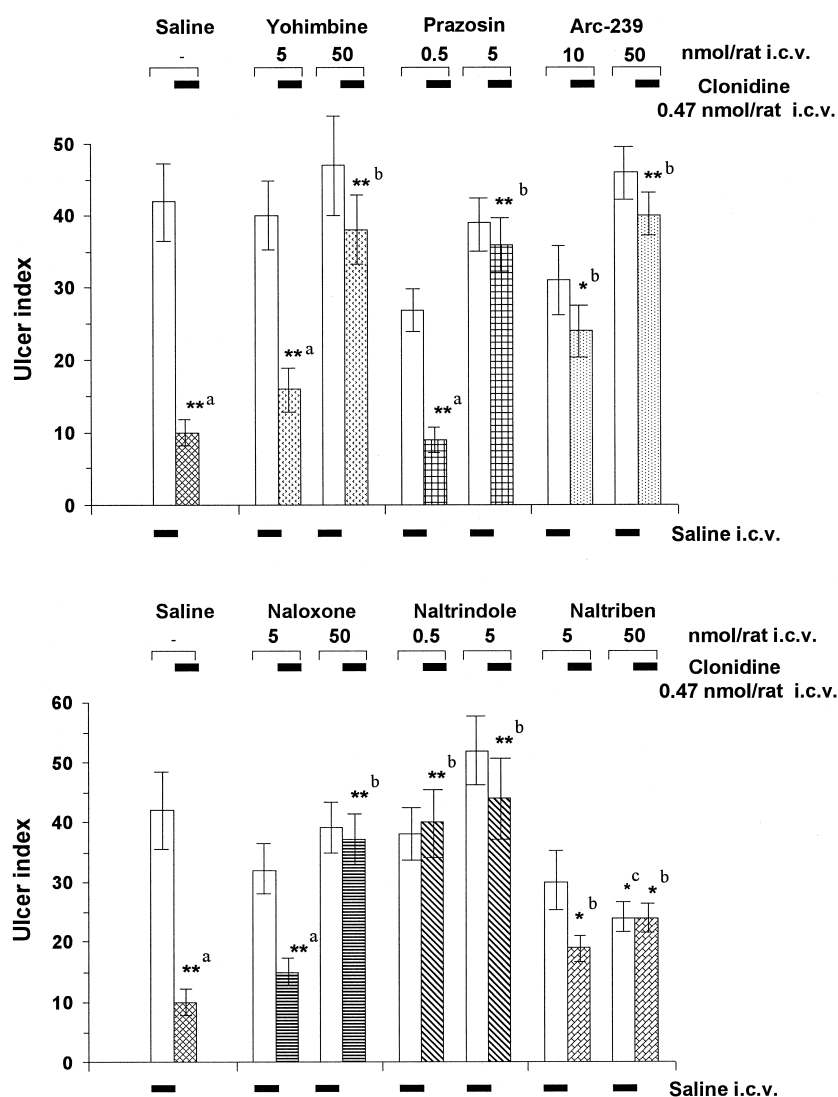 Saline Yohimbine Prazosin Arc-239
- 5 50 0.5 5 10 50 nmol/rat i.c.v.
Clonidine
0.47 nmol/rat i.c.v.
50
40
30
20
10
0
Ulcer index
**a **a **b **a **b *b **b
Saline i.c.v.
Saline Naloxone Naltrindole Naltriben
- 5 50 0.5 5 5 50 nmol/rat i.c.v.
Clonidine
0.47 nmol/rat i.c.v.
60
50
40
30
20
10
0
Ulcer index
**a **a **b **b **b *b *c *b
Saline i.c.v.